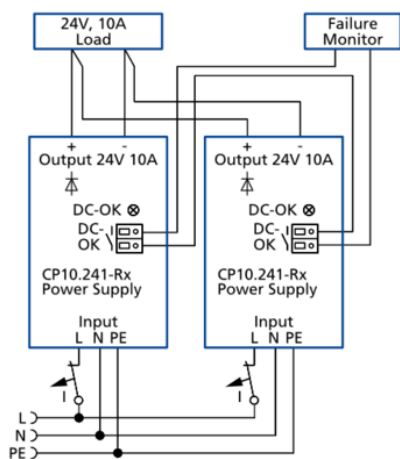 24V, 10A
Load
Failure
Monitor
+ -
Output 24V 10A
DC-OK
DC-
OK
CP10.241-Rx
Power Supply
Input
L N PE
I
+ -
Output 24V 10A
DC-OK
DC-
OK
CP10.241-Rx
Power Supply
Input
L N PE
I
L
N
PE